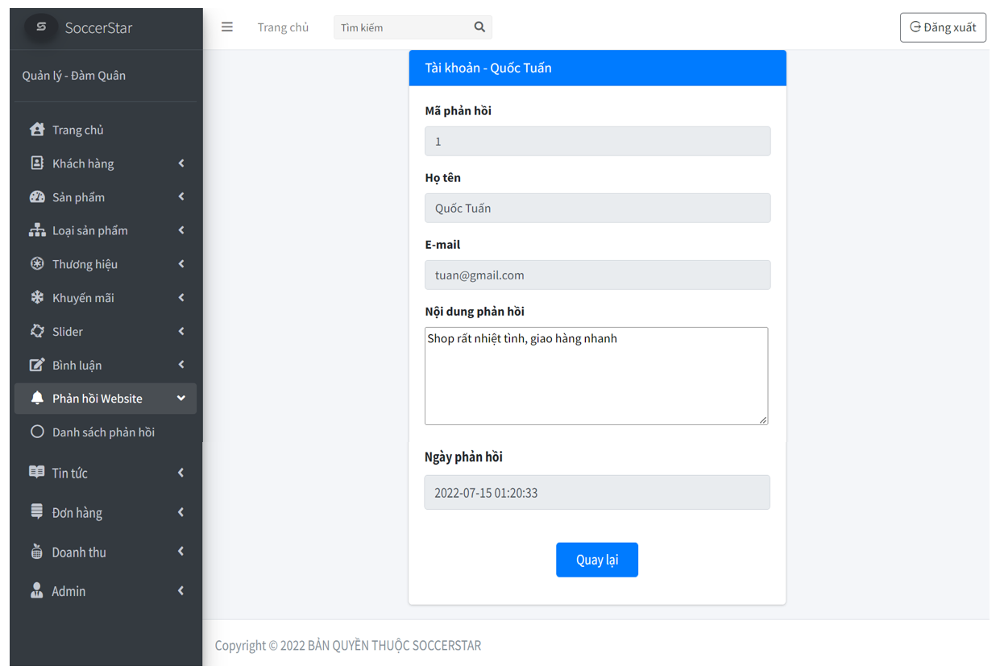 SoccerStar
Trang chủ
Tìm kiếm
Đăng xuất
Quản lý - Đàm Quân
Trang chủ
Khách hàng
Sản phẩm
Loại sản phẩm
Thương hiệu
Khuyến mãi
Slider
Bình luận
Phản hồi Website
Danh sách phản hồi
Tin tức
Đơn hàng
Doanh thu
Admin
Tài khoản - Quốc Tuấn
Mã phản hồi
1
Họ tên
Quốc Tuấn
E-mail
tuan@gmail.com
Nội dung phản hồi
Shop rất nhiệt tình, giao hàng nhanh
Ngày phản hồi
2022-07-15 01:20:33
Quay lại
Copyright © 2022 BẢN QUYỀN THUỘC SOCCERSTAR